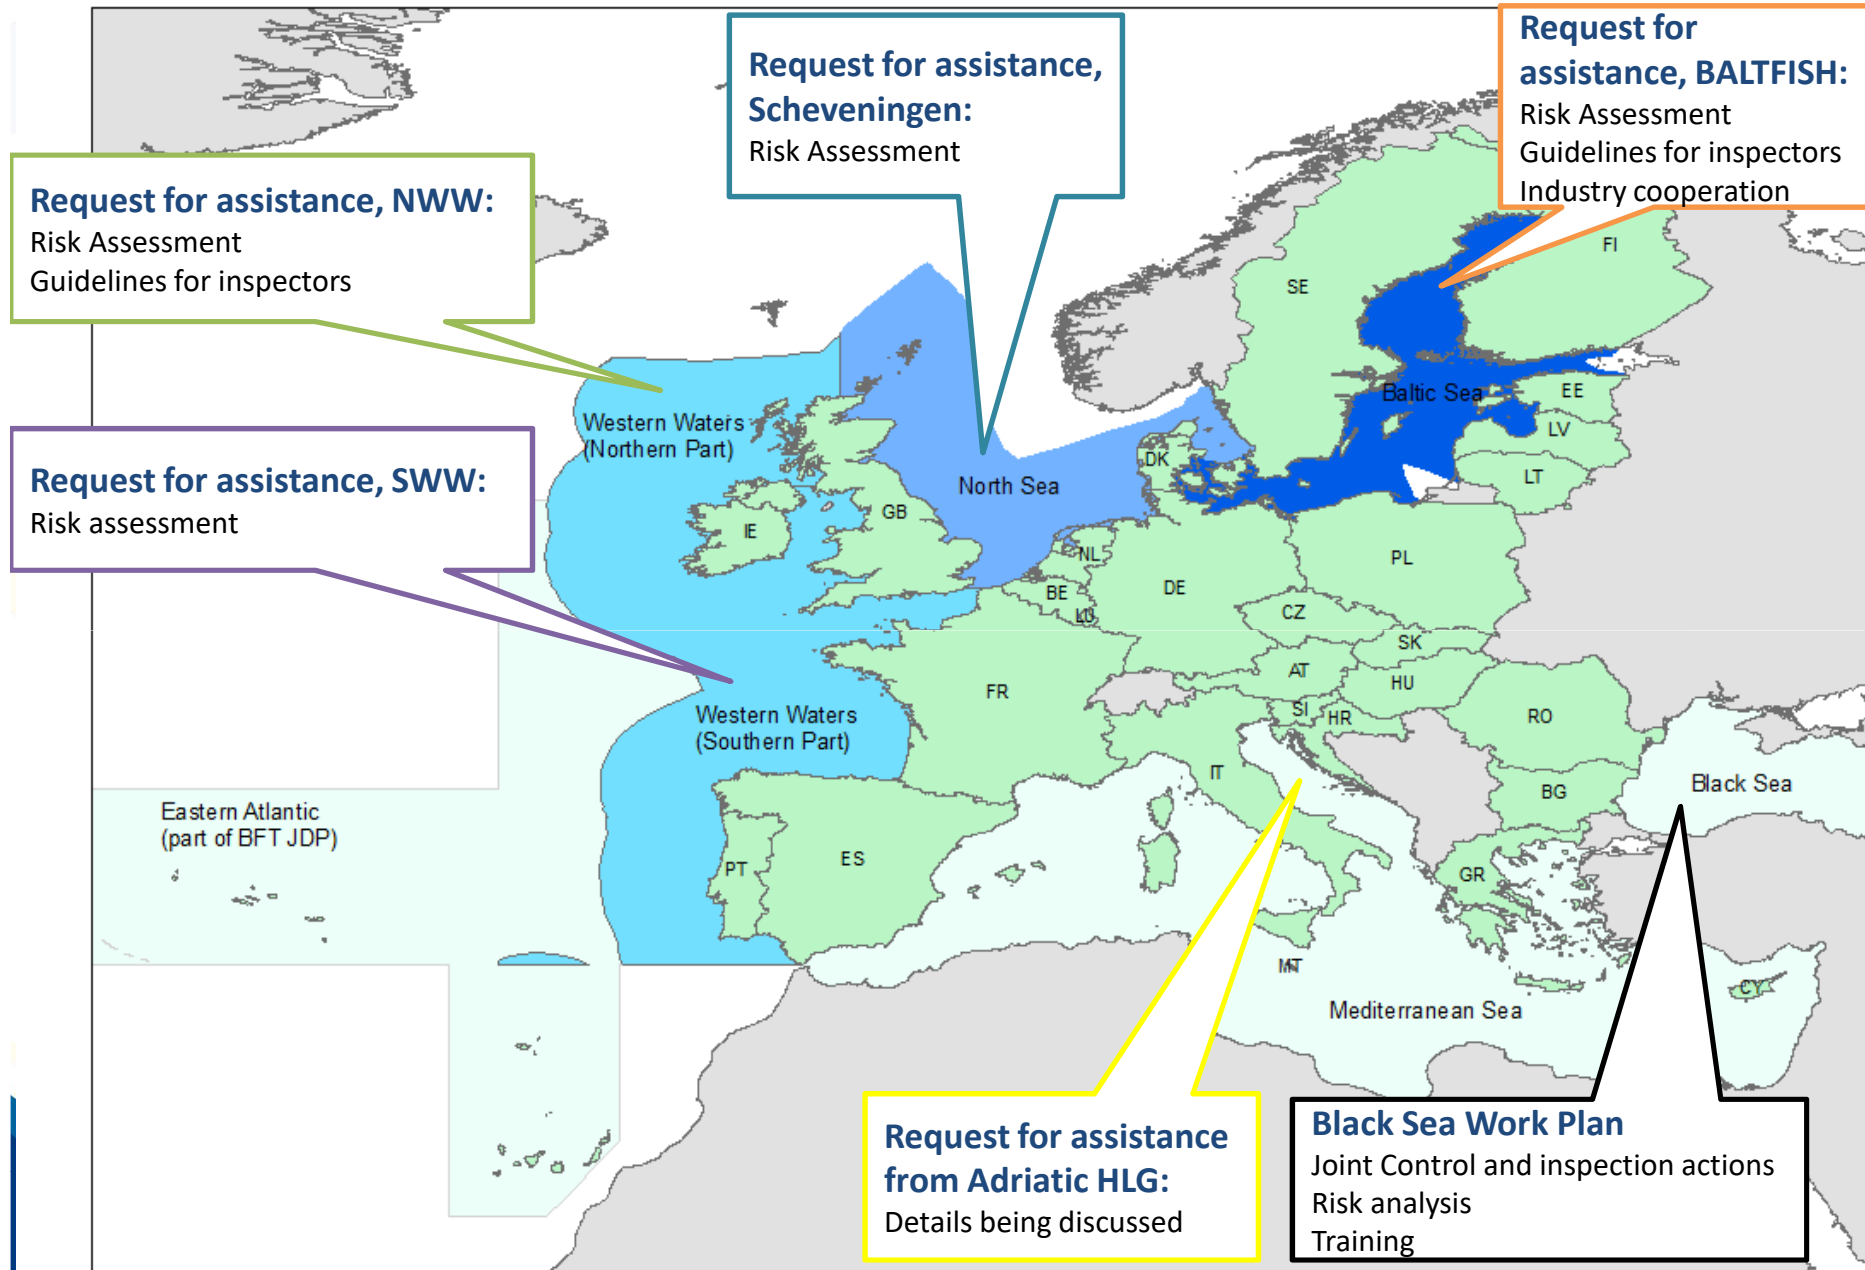 Request for assistance,
Scheveningen:
Risk Assessment
Request for
assistance, BALTFISH:
Risk Assessment
Guidelines for inspectors
Industry cooperation
Request for assistance, NWW:
Risk Assessment
Guidelines for inspectors
Request for assistance, SWW:
Risk assessment
Western Waters
(Northern Part)
North Sea
Baltic Sea
SE
FI
EE
LV
LT
DK
IE
GB
NL
BE
LU
DE
PL
CZ
SK
AT
HU
FR
SI
HR
RO
Western Waters
(Southern Part)
IT
BG
Black Sea
Eastern Atlantic
(part of BFT JDP)
PT
ES
GR
MT
CY
Mediterranean Sea
Request for assistance
from Adriatic HLG:
Details being discussed
Black Sea Work Plan
Joint Control and inspection actions
Risk analysis
Training